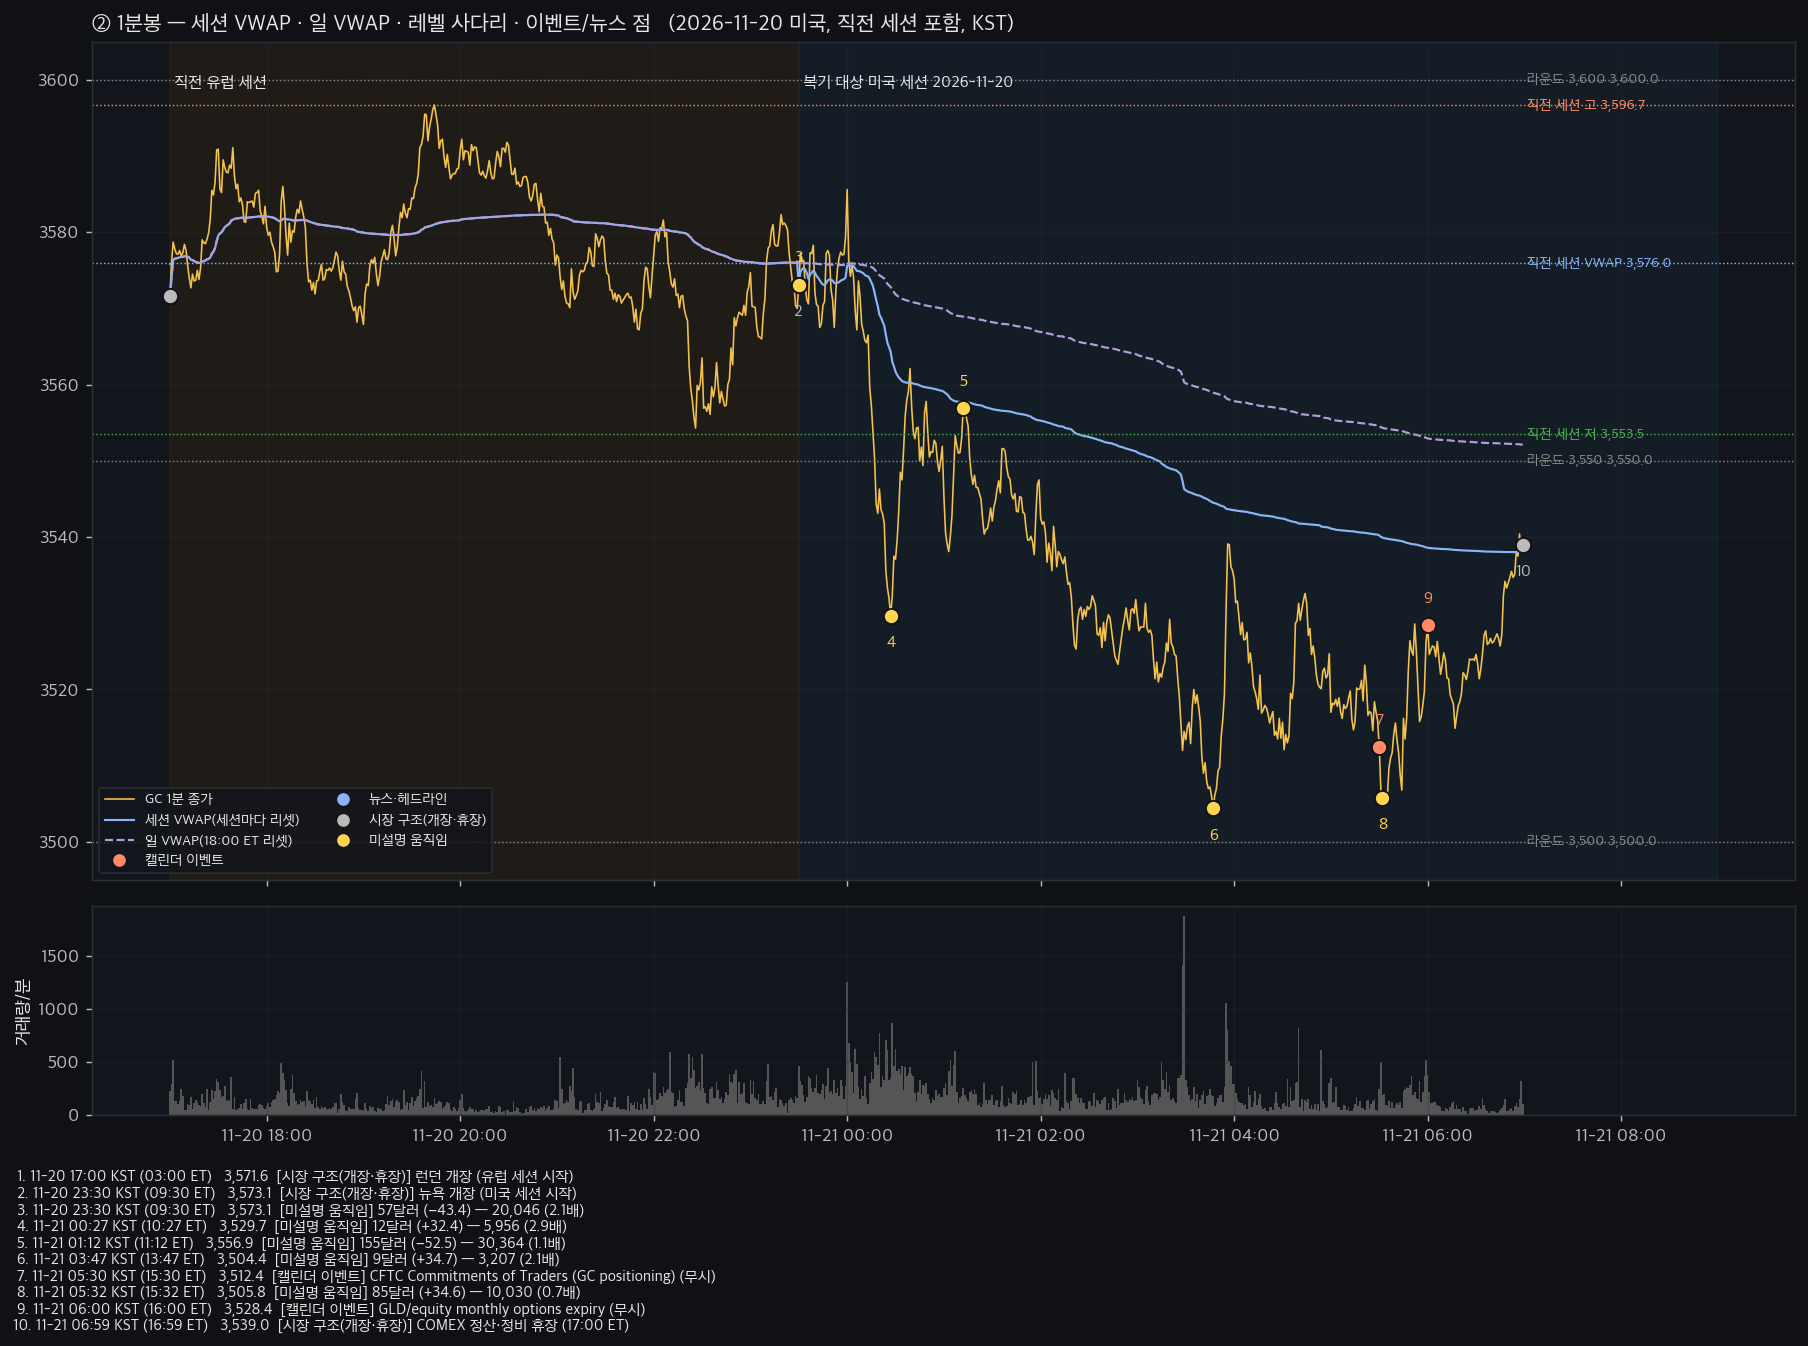 ② 1분봉 — 세션 VWAP · 일 VWAP · 레벨 사다리 · 이벤트/뉴스 점 (2026-11-20 미국, 직전 세션 포함, KST)
3600
3580
3560
3540
3520
3500
직전 유럽 세션
복기 대상 미국 세션 2026-11-20
라운드 3,600 3,600.0
직전 세션 고 3,596.7
직전 세션 VWAP 3,576.0
직전 세션 저 3,553.5
라운드 3,550 3,550.0
라운드 3,500 3,500.0
3
2
5
4
10
9
7
8
6
GC 1분 종가
세션 VWAP(세션마다 리셋)
일 VWAP(18:00 ET 리셋)
캘린더 이벤트
뉴스·헤드라인
시장 구조(개장·휴장)
미설명 움직임
거래량/분
1500
1000
500
0
11-20 18:00
11-20 20:00
11-20 22:00
11-21 00:00
11-21 02:00
11-21 04:00
11-21 06:00
11-21 08:00
1. 11-20 17:00 KST (03:00 ET) 3,571.6 [시장 구조(개장·휴장)] 런던 개장 (유럽 세션 시작)
2. 11-20 23:30 KST (09:30 ET) 3,573.1 [시장 구조(개장·휴장)] 뉴욕 개장 (미국 세션 시작)
3. 11-20 23:30 KST (09:30 ET) 3,573.1 [미설명 움직임] 57달러 (−43.4) — 20,046 (2.1배)
4. 11-21 00:27 KST (10:27 ET) 3,529.7 [미설명 움직임] 12달러 (+32.4) — 5,956 (2.9배)
5. 11-21 01:12 KST (11:12 ET) 3,556.9 [미설명 움직임] 155달러 (−52.5) — 30,364 (1.1배)
6. 11-21 03:47 KST (13:47 ET) 3,504.4 [미설명 움직임] 9달러 (+34.7) — 3,207 (2.1배)
7. 11-21 05:30 KST (15:30 ET) 3,512.4 [캘린더 이벤트] CFTC Commitments of Traders (GC positioning) (무시)
8. 11-21 05:32 KST (15:32 ET) 3,505.8 [미설명 움직임] 85달러 (+34.6) — 10,030 (0.7배)
9. 11-21 06:00 KST (16:00 ET) 3,528.4 [캘린더 이벤트] GLD/equity monthly options expiry (무시)
10. 11-21 06:59 KST (16:59 ET) 3,539.0 [시장 구조(개장·휴장)] COMEX 정산·정비 휴장 (17:00 ET)